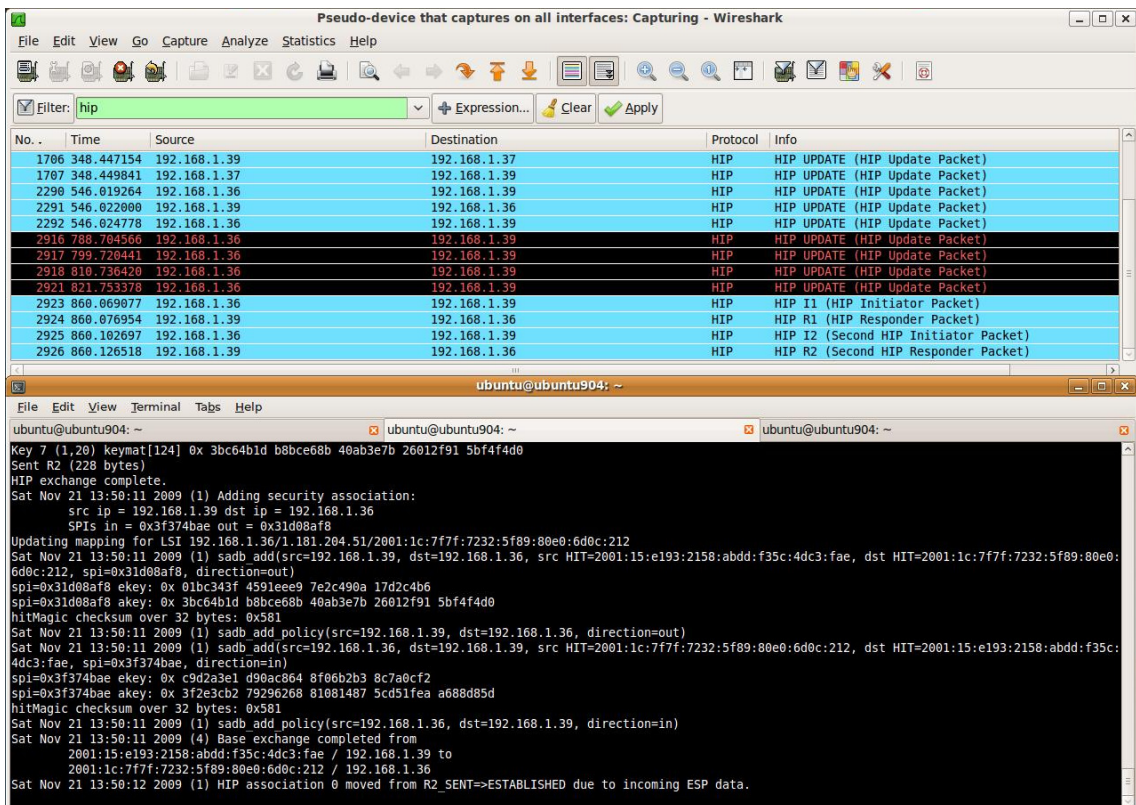 Pseudo-device that captures on all interfaces: Capturing - Wireshark
File Edit View Go Capture Analyze Statistics Help
Filter: hip Expression... Clear Apply
No. . Time Source Destination Protocol Info
1706 348.447154 192.168.1.39 192.168.1.37 HIP HIP UPDATE (HIP Update Packet)
1707 348.449841 192.168.1.37 192.168.1.39 HIP HIP UPDATE (HIP Update Packet)
2290 546.019264 192.168.1.36 192.168.1.39 HIP HIP UPDATE (HIP Update Packet)
2291 546.022000 192.168.1.39 192.168.1.36 HIP HIP UPDATE (HIP Update Packet)
2292 546.024778 192.168.1.36 192.168.1.39 HIP HIP UPDATE (HIP Update Packet)
2916 788.704566 192.168.1.36 192.168.1.39 HIP HIP UPDATE (HIP Update Packet)
2917 799.720441 192.168.1.36 192.168.1.39 HIP HIP UPDATE (HIP Update Packet)
2918 810.736420 192.168.1.36 192.168.1.39 HIP HIP UPDATE (HIP Update Packet)
2921 821.753378 192.168.1.36 192.168.1.39 HIP HIP UPDATE (HIP Update Packet)
2923 860.069077 192.168.1.36 192.168.1.39 HIP HIP I1 (HIP Initiator Packet)
2924 860.076954 192.168.1.39 192.168.1.36 HIP HIP R1 (HIP Responder Packet)
2925 860.102697 192.168.1.36 192.168.1.39 HIP HIP I2 (Second HIP Initiator Packet)
2926 860.126518 192.168.1.39 192.168.1.36 HIP HIP R2 (Second HIP Responder Packet)
ubuntu@ubuntu904: ~
File Edit View Terminal Tabs Help
ubuntu@ubuntu904: ~ ubuntu@ubuntu904: ~ ubuntu@ubuntu904: ~
Key 7 (1,20) keymat[124] 0x 3bc64b1d b8bce68b 40ab3e7b 26012f91 5bf4f4d0
Sent R2 (228 bytes)
HIP exchange complete.
Sat Nov 21 13:50:11 2009 (1) Adding security association:
src ip = 192.168.1.39 dst ip = 192.168.1.36
SPIs in = 0x3f374bae out = 0x31d08af8
Updating mapping for LSI 192.168.1.36/1.181.204.51/2001:1c:7f7f:7232:5f89:80e0:6d0c:212
Sat Nov 21 13:50:11 2009 (1) sadb_add(src=192.168.1.39, dst=192.168.1.36, src HIT=2001:15:e193:2158:abdd:f35c:4dc3:fae, dst HIT=2001:1c:7f7f:7232:5f89:80e0:
6d0c:212, spi=0x31d08af8, direction=out)
spi=0x31d08af8 ekey: 0x 01bc343f 4591eee9 7e2c490a 17d2c4b6
spi=0x31d08af8 akey: 0x 3bc64b1d b8bce68b 40ab3e7b 26012f91 5bf4f4d0
hitMagic checksum over 32 bytes: 0x581
Sat Nov 21 13:50:11 2009 (1) sadb_add_policy(src=192.168.1.39, dst=192.168.1.36, direction=out)
Sat Nov 21 13:50:11 2009 (1) sadb_add(src=192.168.1.36, dst=192.168.1.39, src HIT=2001:1c:7f7f:7232:5f89:80e0:6d0c:212, dst HIT=2001:15:e193:2158:abdd:f35c:
4dc3:fae, spi=0x3f374bae, direction=in)
spi=0x3f374bae ekey: 0x c9d2a3e1 d90ac864 8f06b2b3 8c7a0cf2
spi=0x3f374bae akey: 0x 3f2e3cb2 79296268 81081487 5cd51fea a688d85d
hitMagic checksum over 32 bytes: 0x581
Sat Nov 21 13:50:11 2009 (1) sadb_add_policy(src=192.168.1.36, dst=192.168.1.39, direction=in)
Sat Nov 21 13:50:11 2009 (4) Base exchange completed from
2001:15:e193:2158:abdd:f35c:4dc3:fae / 192.168.1.39 to
2001:1c:7f7f:7232:5f89:80e0:6d0c:212 / 192.168.1.36
Sat Nov 21 13:50:12 2009 (1) HIP association 0 moved from R2_SENT=>ESTABLISHED due to incoming ESP data.